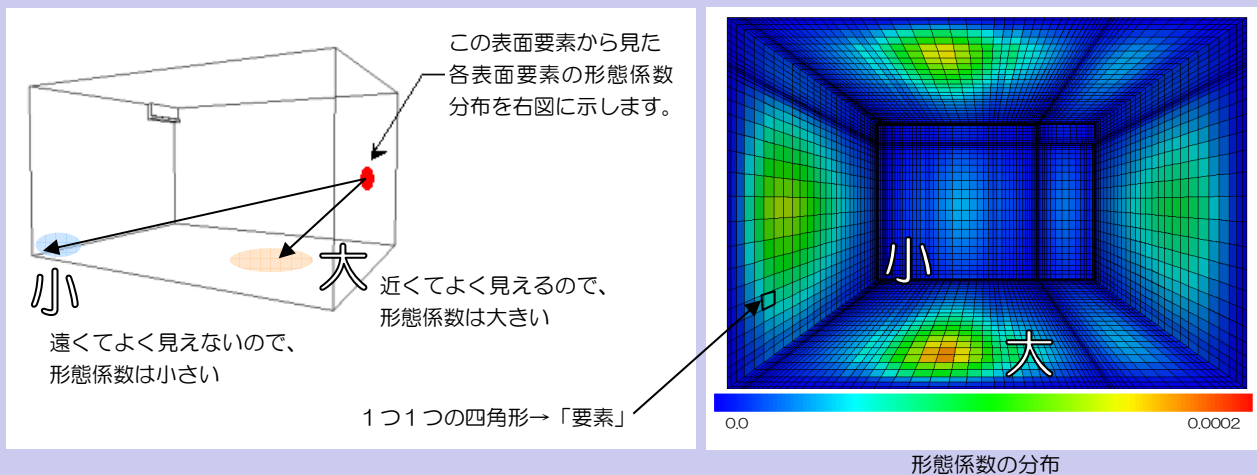 この表面要素から見た
各表面要素の形態係数
分布を右図に示します。
小
大
近くてよく見えるので、
形態係数は大きい
遠くてよく見えないので、
形態係数は小さい
1つ1つの四角形→「要素」
小
大
0.0
0.0002
形態係数の分布